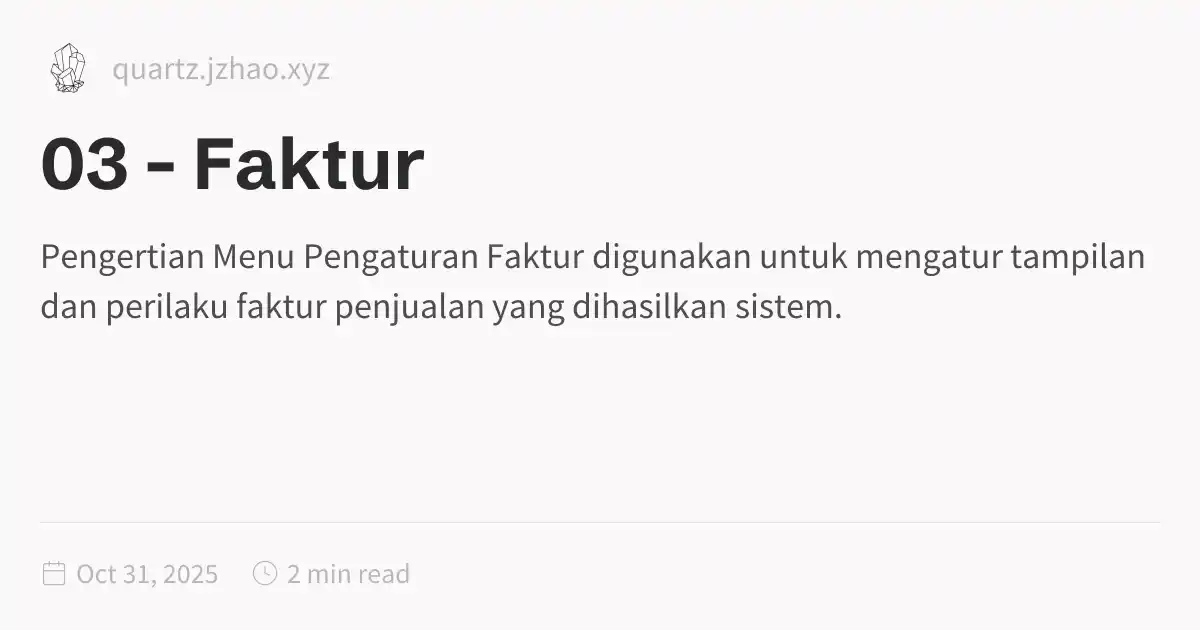 quartz.jzhao.xyz
03 - Faktur
Pengertian Menu Pengaturan Faktur digunakan untuk mengatur tampilan
dan perilaku faktur penjualan yang dihasilkan sistem.
Oct 31, 2025 2 min read